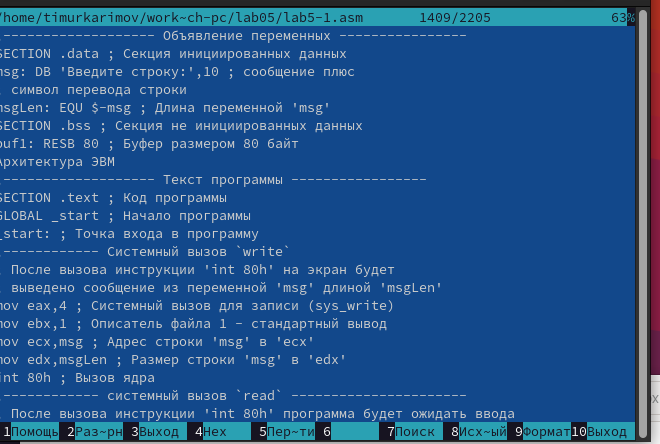 /home/timurkarimov/work~ch-pc/lab05/lab5-1.asm 1409/2205 63%
;------------------- Объявление переменных ----------------
SECTION .data ; Секция инициированных данных
msg: DB 'Введите строку:',10 ; сообщение плюс
; символ перевода строки
msgLen: EQU $-msg ; Длина переменной 'msg'
SECTION .bss ; Секция не инициированных данных
buf1: RESB 80 ; Буфер размером 80 байт
Архитектура ЭВМ
;------------------- Текст программы -----------------
SECTION .text ; Код программы
GLOBAL _start ; Начало программы
_start: ; Точка входа в программу
;------------ Системный вызов `write`
; После вызова инструкции 'int 80h' на экран будет
; выведено сообщение из переменной 'msg' длиной 'msgLen'
mov eax,4 ; Системный вызов для записи (sys_write)
mov ebx,1 ; Описатель файла 1 - стандартный вывод
mov ecx,msg ; Адрес строки 'msg' в 'ecx'
mov edx,msgLen ; Размер строки 'msg' в 'edx'
int 80h ; Вызов ядра
;------------ системный вызов `read` ----------------------
; После вызова инструкции 'int 80h' программа будет ожидать ввода
1Помощь 2Раз~рн 3Выход 4Hex 5Пер~ти 6 7Поиск 8Исх~ый 9Формат 10Выход